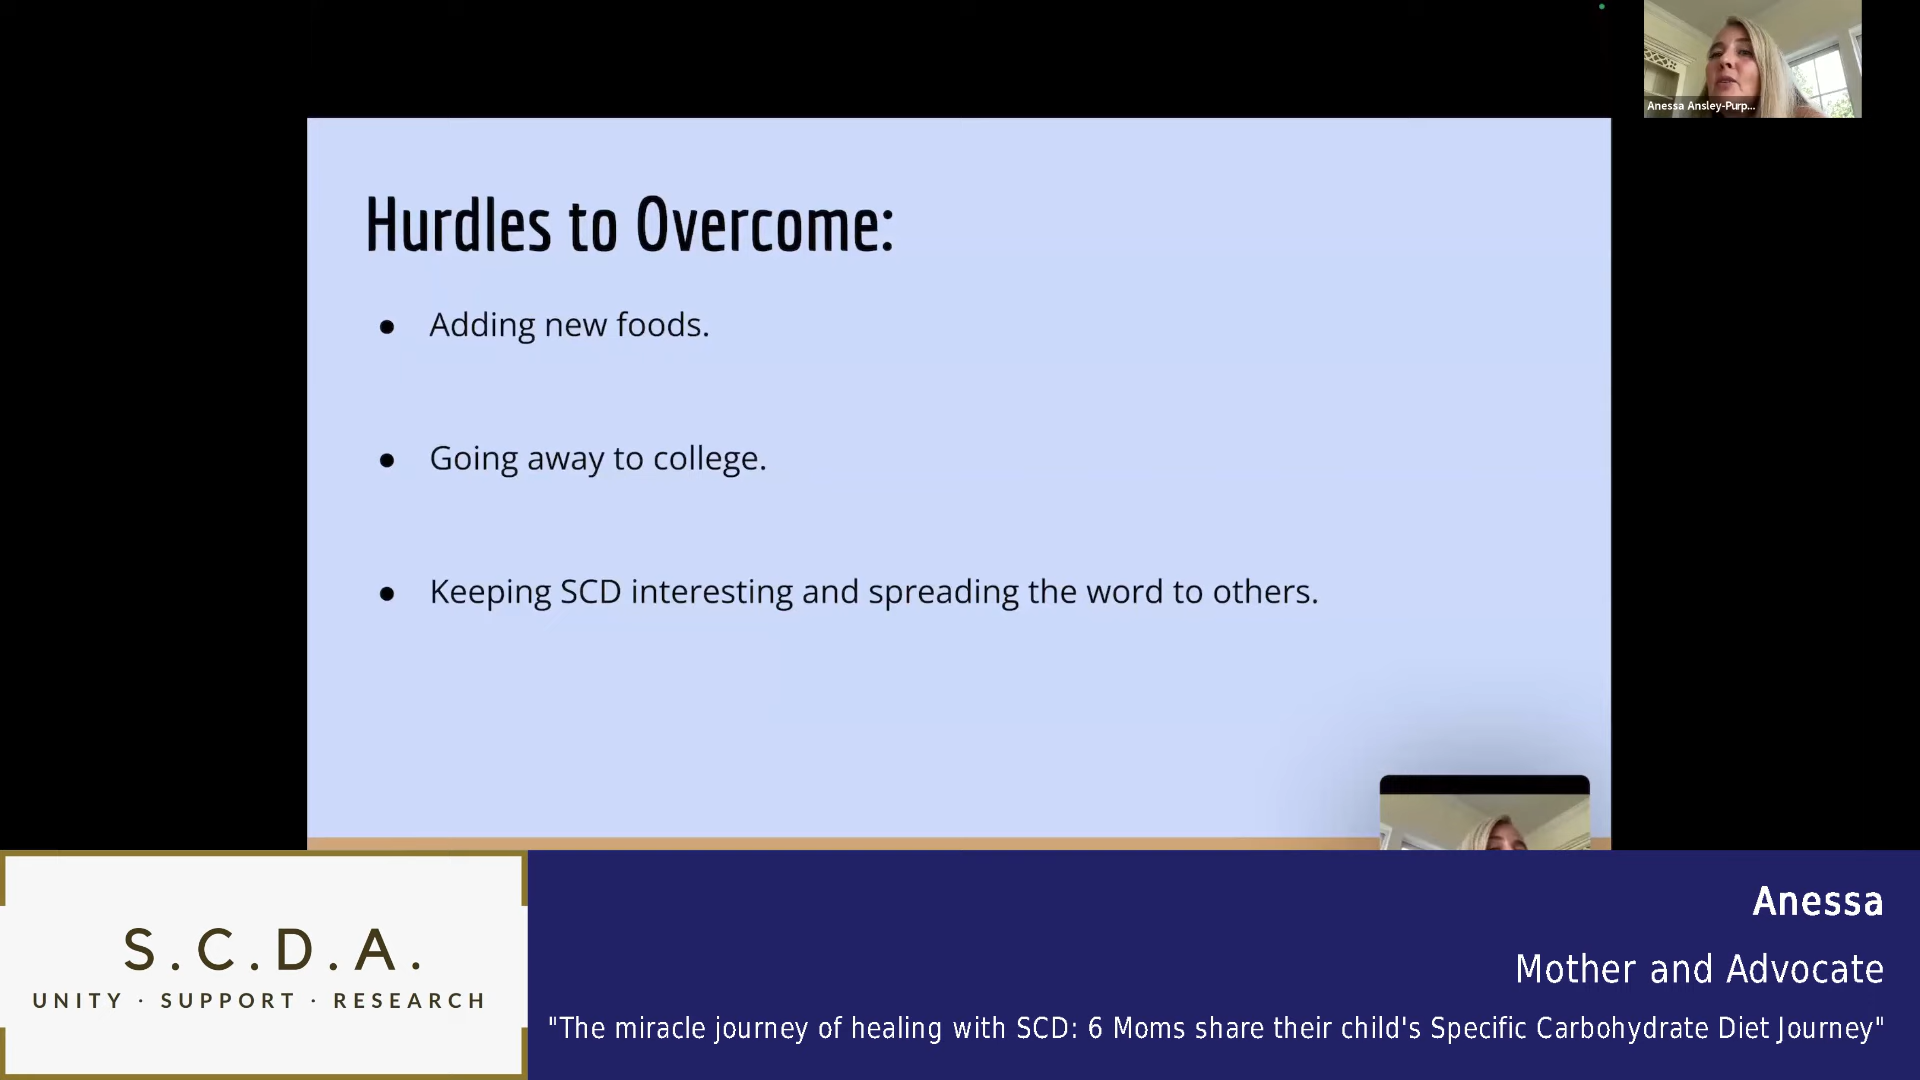 Anessa Ansley-Purp...
Hurdles to Overcome:
● Adding new foods.
● Going away to college.
● Keeping SCD interesting and spreading the word to others.
S.C.D.A.
UNITY · SUPPORT · RESEARCH
Anessa
Mother and Advocate
"The miracle journey of healing with SCD: 6 Moms share their child's Specific Carbohydrate Diet Journey"